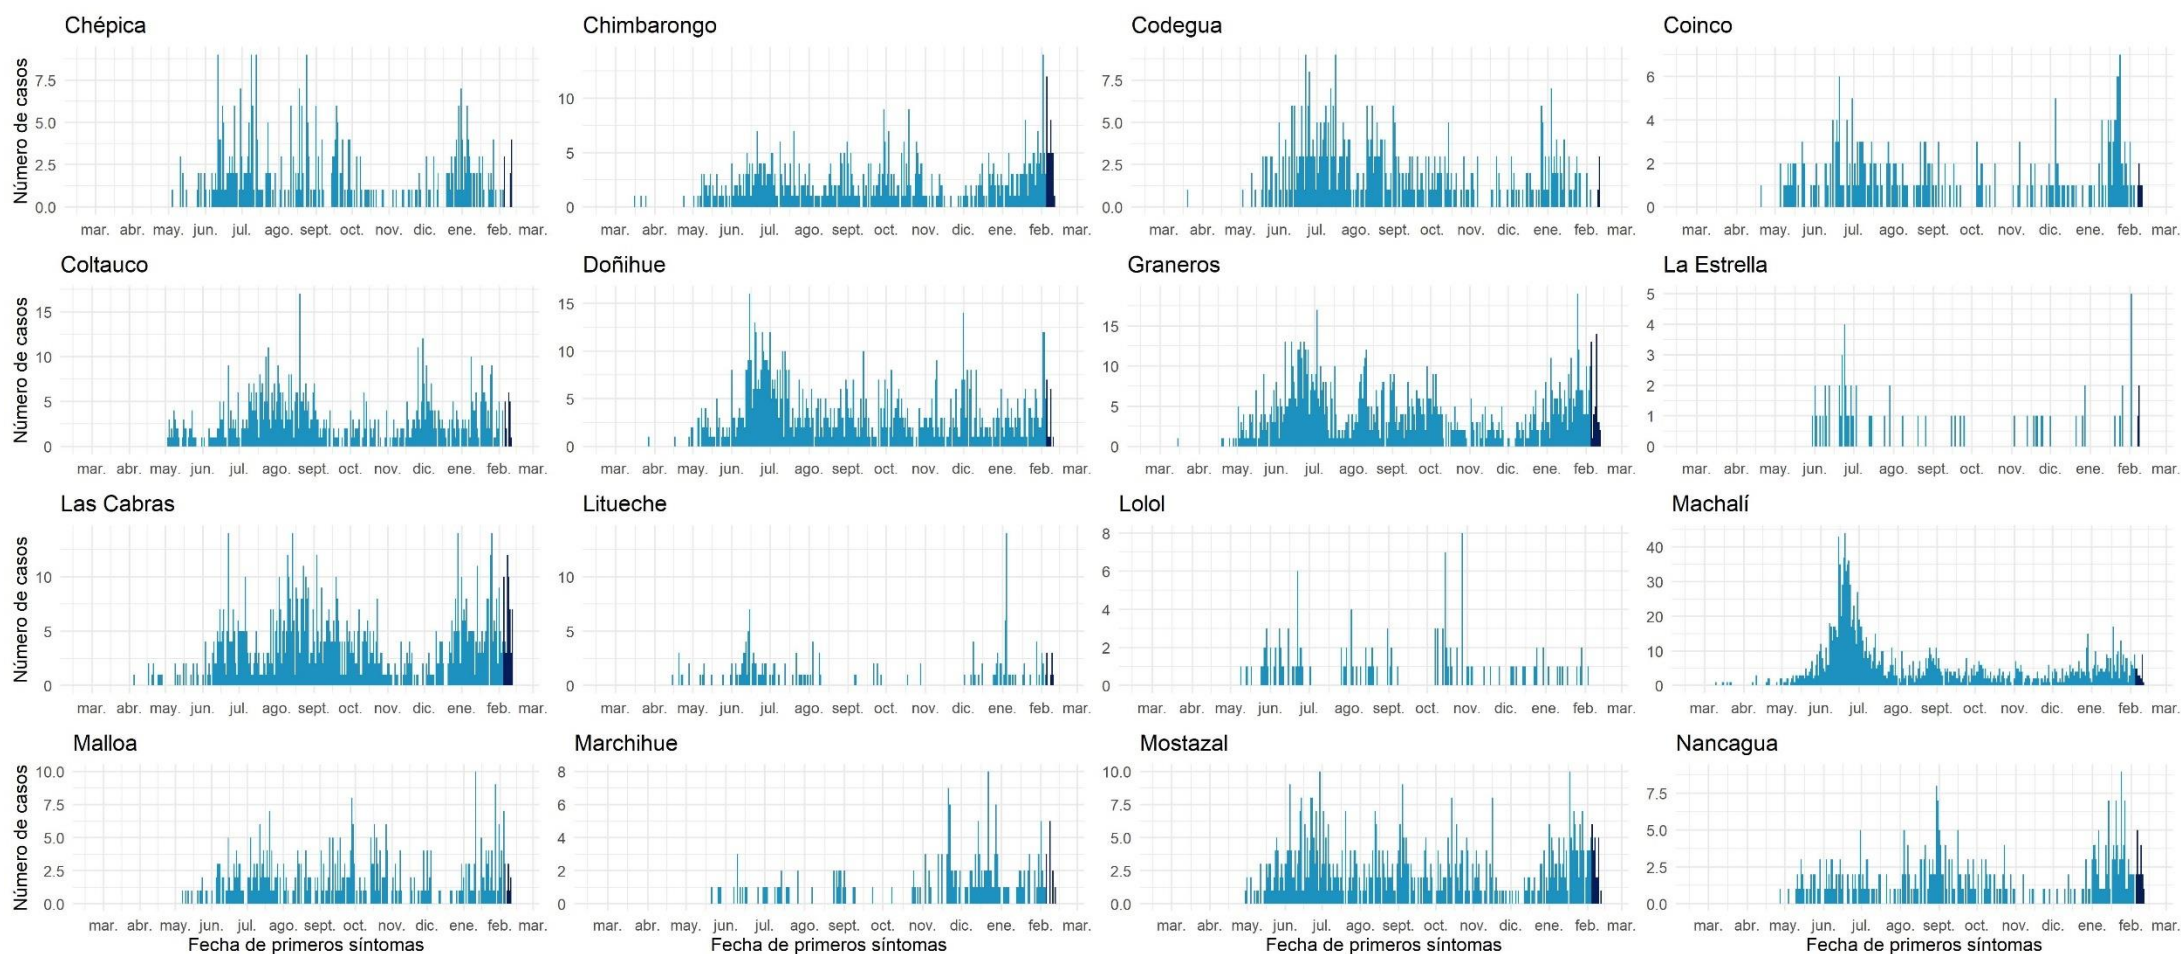 Chépica
Chimbarongo
Codegua
Coinco
Número de casos
7.5
5.0
2.5
0.0
10
5
0
7.5
5.0
2.5
0.0
6
4
2
0
mar. abr. may. jun. jul. ago. sept. oct. nov. dic. ene. feb. mar.
mar. abr. may. jun. jul. ago. sept. oct. nov. dic. ene. feb. mar.
mar. abr. may. jun. jul. ago. sept. oct. nov. dic. ene. feb. mar.
mar. abr. may. jun. jul. ago. sept. oct. nov. dic ene. feb. mar.
Coltauco
Doñihue
Graneros
La Estrella
Número de casos
15
10
5
0
15
10
5
0
15
10
5
0
5
4
3
2
1
0
mar. abr. may. jun. jul. ago. sept. oct. nov. dic. ene. feb. mar.
mar. abr. may. jun. jul. ago. sept. oct. nov. dic. ene. feb. mar.
mar. abr. may. jun. jul. ago. sept. oct. nov. dic. ene. feb. mar.
mar. abr. may. jun. jul. ago. sept. oct. nov. dic. ene. feb. mar.
Las Cabras
Litueche
Lolol
Machalí
Número de casos
10
5
0
10
5
0
8
6
4
2
0
40
30
20
10
0
mar. abr. may. jun. jul. ago. sept. oct. nov. dic. ene. feb. mar.
mar. abr. may. jun. jul. ago. sept. oct. nov. dic. ene. feb. mar.
mar. abr. may. jun. jul. ago. sept. oct. nov. dic. ene. feb. mar.
mar. abr. may. jun. jul. ago. sept. oct. nov. dic. ene. feb. mar.
Malloa
Marchihue
Mostazal
Nancagua
Número de casos
10.0
7.5
5.0
2.5
0.0
8
6
4
2
0
10.0
7.5
5.0
2.5
0.0
7.5
5.0
2.5
0.0
mar. abr. may. jun. jul. ago. sept. oct. nov. dic. ene. feb. mar.
mar. abr. may. jun. jul. ago. sept. oct. nov. dic. ene. feb. mar.
mar. abr. may. jun. jul. ago. sept. oct. nov. dic. ene. feb. mar.
mar. abr. may. jun. jul. ago. sept. oct. nov. dic. ene. feb. mar.
Fecha de primeros síntomas
Fecha de primeros síntomas
Fecha de primeros síntomas
Fecha de primeros síntomas